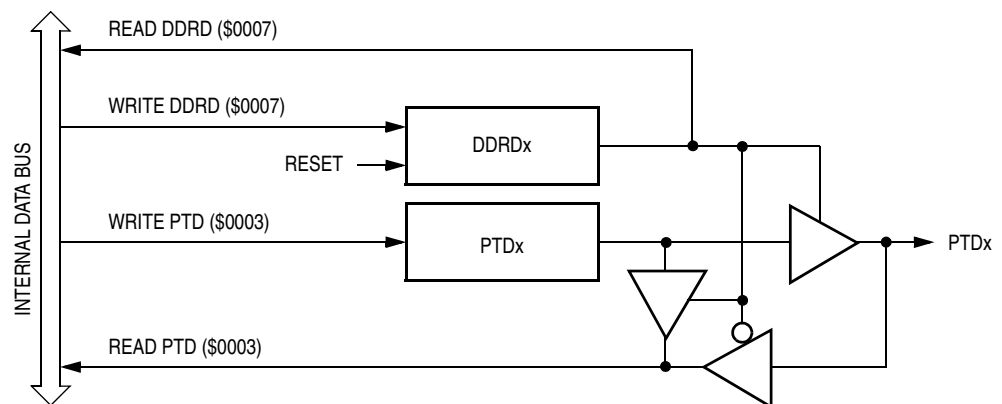 READ DDRD ($0007)
WRITE DDRD ($0007)
DDRDx
RESET
WRITE PTD ($0003)
PTDx
PTDx
READ PTD ($0003)
INTERNAL DATA BUS